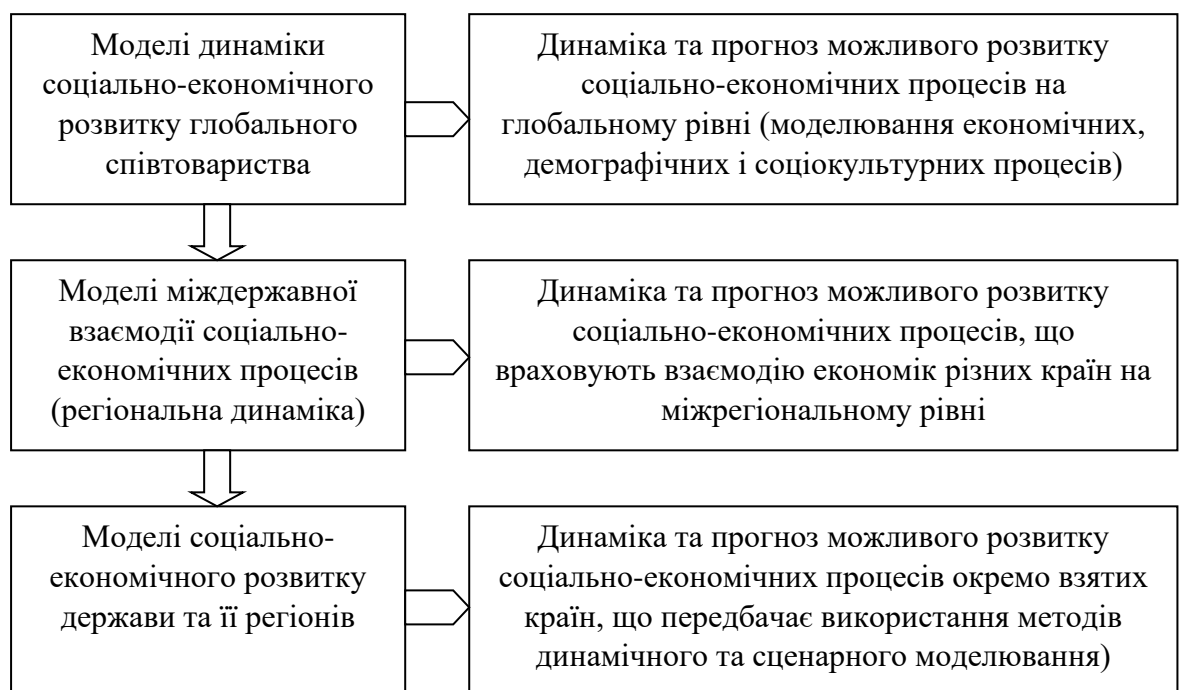 Моделі динаміки
соціально-економічного
розвитку глобального
співтовариства
Динаміка та прогноз можливого розвитку
соціально-економічних процесів на
глобальному рівні (моделювання економічних,
демографічних і соціокультурних процесів)
Моделі міждержавної
взаємодії соціально-
економічних процесів
(регіональна динаміка)
Динаміка та прогноз можливого розвитку
соціально-економічних процесів, що
враховують взаємодію економік різних країн на
міжрегіональному рівні
Моделі соціально-
економічного розвитку
держави та її регіонів
Динаміка та прогноз можливого розвитку
соціально-економічних процесів окремо взятих
країн, що передбачає використання методів
динамічного та сценарного моделювання)